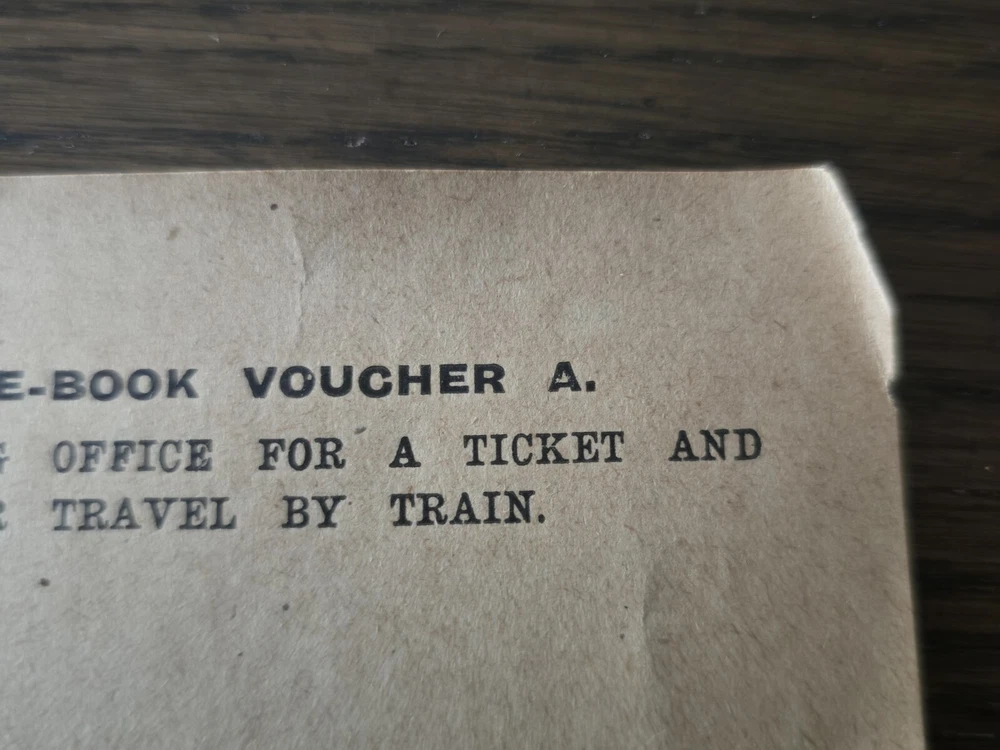 E-BOOK VOUCHER A.
OFFICE FOR A TICKET AND
TRAVEL BY TRAIN.